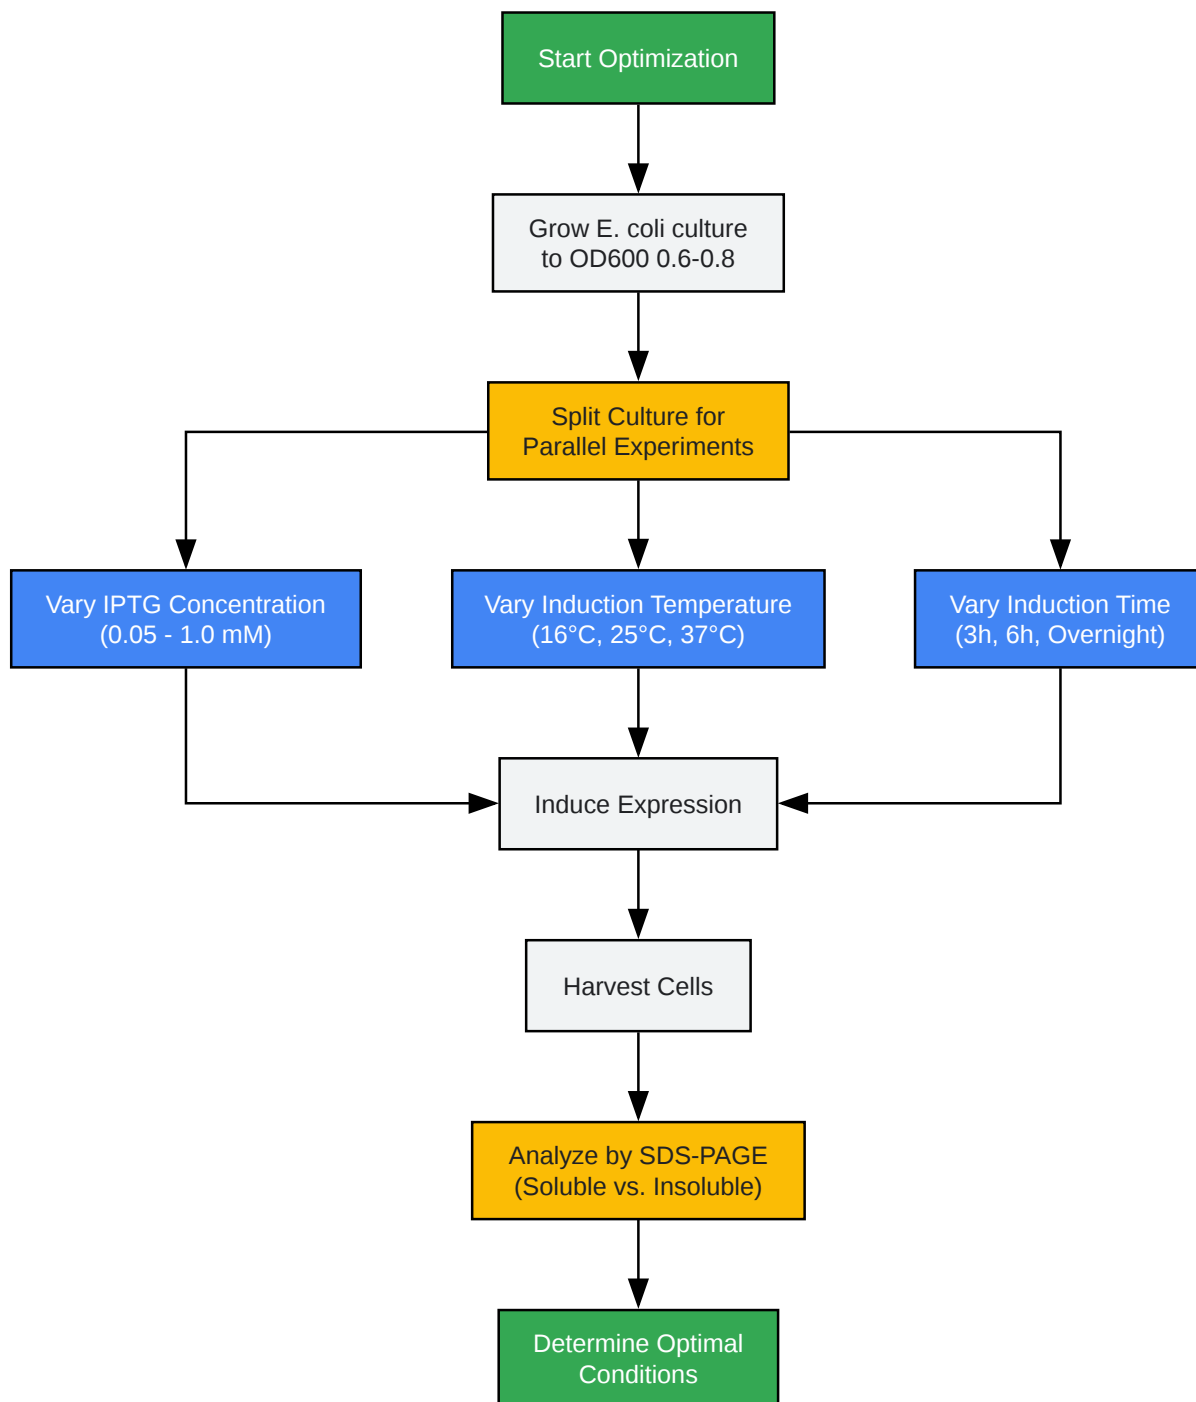 Start Optimization
Grow E. coli culture
to OD600 0.6-0.8
Split Culture for
Parallel Experiments
Vary IPTG Concentration
(0.05 - 1.0 mM)
Vary Induction Temperature
(16°C, 25°C, 37°C)
Vary Induction Time
(3h, 6h, Overnight)
Induce Expression
Harvest Cells
Analyze by SDS-PAGE
(Soluble vs. Insoluble)
Determine Optimal
Conditions